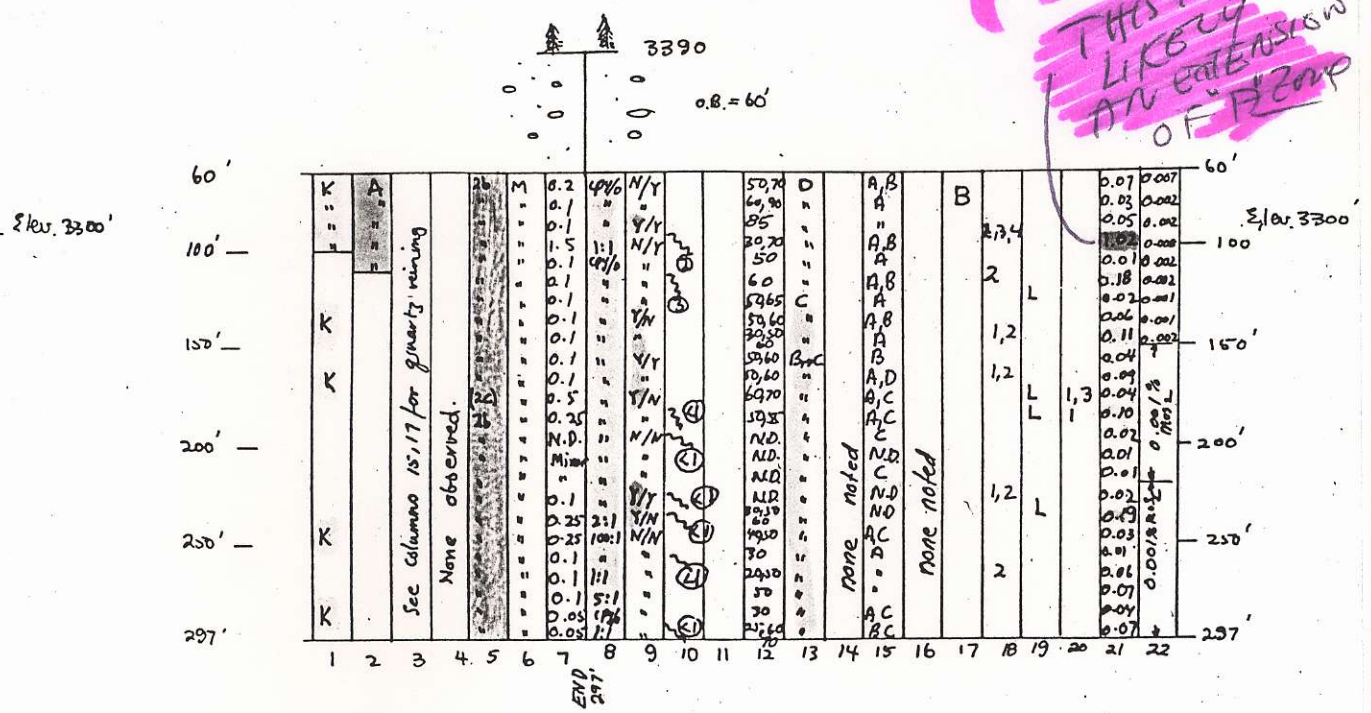 THIS
LIKELY
AN EXTENSION
OF "B" Zone
3390
O.B. = 60'
60'
60'
Elev. 3300'
Elev. 3300'
100'
100
150'
150'
200'
200'
250'
250'
297'
297'
K
"
"
"
K
K
K
K
A
"
"
"
"
See Columns 15, 17 for quartz veining
None observed.
2b
(2b)
2b
M
0.2
0.1
0.1
1.5
0.1
0.1
0.1
0.1
0.1
0.1
0.1
0.5
0.25
N.D.
Minor
"
0.1
0.25
0.25
0.1
0.1
0.1
0.05
0.05
1:1
2:1
100:1
1:1
5:1
1:1
N/Y
"
Y/Y
N/Y
"
Y/N
"
Y/Y
Y/N
N/N
Y/Y
Y/N
N/N
50,70
60,90
85
30,70
50
60
50,65
50,60
30,50
60
50,60
50,60
60,70
N.D.
N.D.
N.D.
N.D.
30,50
60
30
50
30
D
"
C
"
A,B
A
"
A,B
A
A,B
A
A,B
A
B
A,D
A,C
A,C
C
N.D
C
N.D
N.D
A C
D
"
"
A C
B C
none noted
none noted
B
2,3,4
2
1,2
1,2
1,2
2
L
L
L
L
1,3
1
0.07
0.03
0.05
1.02
0.01
0.18
0.02
0.06
0.11
0.04
0.09
0.04
0.10
0.02
0.01
0.01
0.02
0.03
0.01
0.06
0.07
0.04
0.07
0.007
0.002
0.002
0.008
0.002
0.002
0.001
0.001
0.002
0.001%
MoS2
1 2 3 4. 5 6 7 8 9 10 11 12 13 14 15 16 17 18 19 20 21 22
END
297'